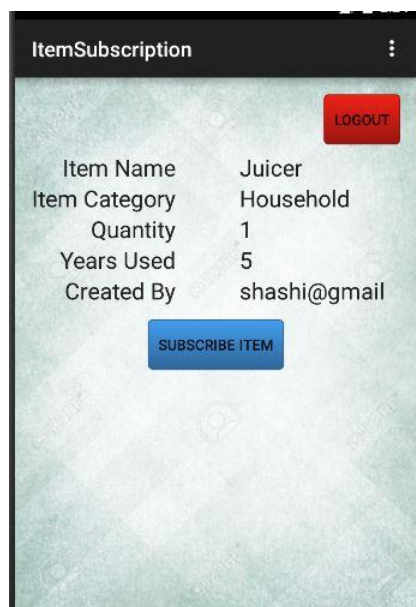 ItemSubscription
LOGOUT
Item Name Juicer
Item Category Household
Quantity 1
Years Used 5
Created By shashi@gmail
SUBSCRIBE ITEM